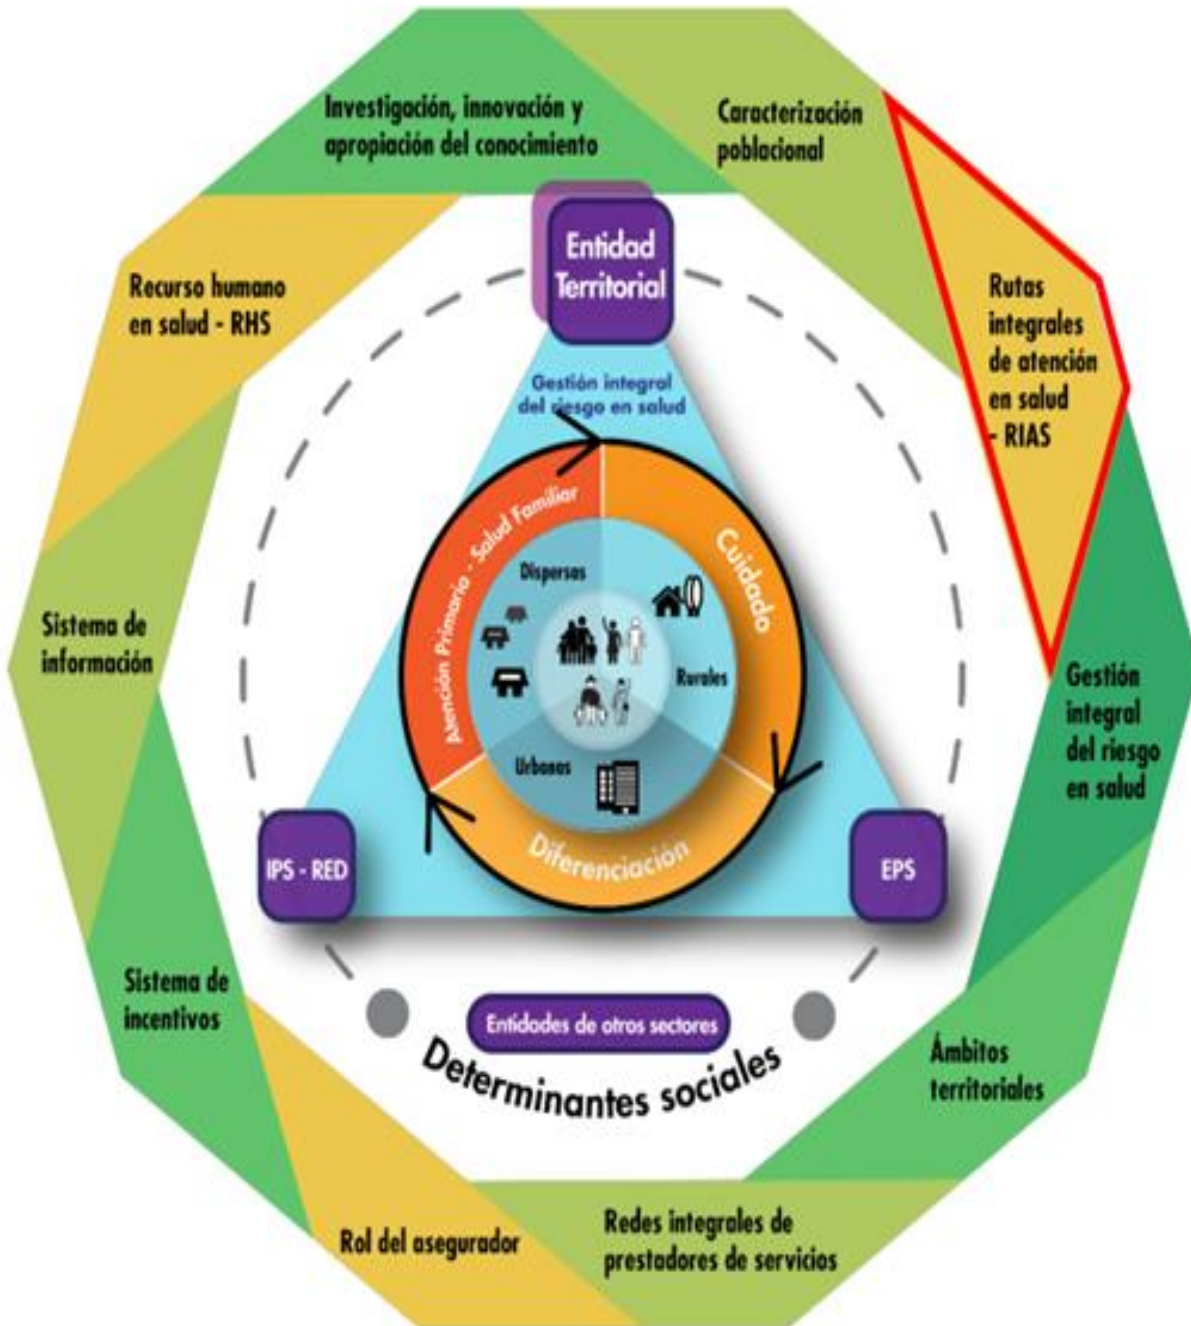 Investigación, innovación y
apropiación del conocimiento
Caracterización
poblacional
Rutas
integrales
de atención
en salud
- RIAS
Gestión
integral
del riesgo
en salud
Ámbitos
territoriales
Redes integrales de
prestadores de servicios
Rol del asegurador
Sistema de
incentivos
Sistema de
información
Recurso humano
en salud - RHS
Entidad
Territorial
Gestión integral
del riesgo en salud
Atención Primario - Salud Familiar
Cuidado
Diferenciación
Dispersas
Rurales
Urbanas
IPS - RED
EPS
Entidades de otros sectores
Determinantes sociales